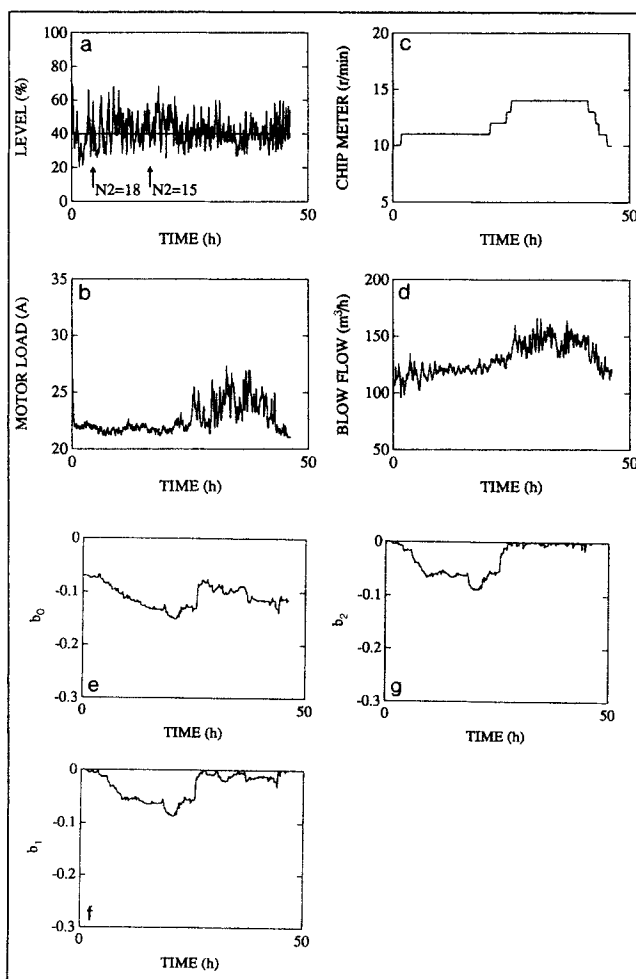 a
100
80
60
40
20
0
LEVEL (%)
N2=18 N2=15
0 50
TIME (h)
c
20
15
10
5
CHIP METER (r/min)
0 50
TIME (h)
b
35
30
25
20
MOTOR LOAD (A)
0 50
TIME (h)
d
200
150
100
50
BLOW FLOW (m³/h)
0 50
TIME (h)
e
0
-0.1
-0.2
-0.3
b₀
0 50
TIME (h)
g
0
-0.1
-0.2
-0.3
b₂
0 50
TIME (h)
f
0
-0.1
-0.2
-0.3
b₁
0 50
TIME (h)